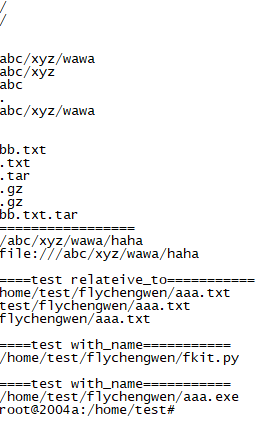 /
/
abc/xyz/wawa
abc/xyz
abc
.
abc/xyz/wawa
bb.txt
.txt
.tar
.gz
.gz
bb.txt.tar
=================
/abc/xyz/wawa/haha
file:///abc/xyz/wawa/haha
====test relateive_to===========
home/test/flychengwen/aaa.txt
test/flychengwen/aaa.txt
flychengwen/aaa.txt
====test with_name===========
/home/test/flychengwen/fkit.py
====test with_name===========
/home/test/flychengwen/aaa.exe
root@2004a:/home/test#